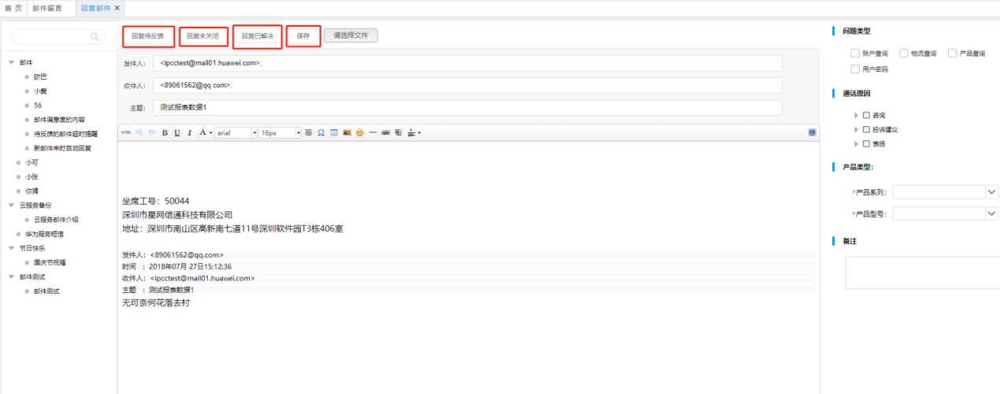 首 页 邮件留言 回复邮件 ×
回复待反馈 回复未关闭 回复已解决 保存 请选择文件
邮件
欧巴
小爱
56
邮件满意度的内容
待反馈的邮件超时提醒
新邮件来时自动回复
小可
小张
你猜
云服务备份
云服务邮件介绍
华为服务短信
节日快乐
国庆节祝福
邮件测试
邮件测试
发件人： <ipcctest@mail01.huawei.com>;
收件人： <89061562@qq.com>;
主题： 测试报表数据1
HTML B U I A arial 16px Ω ABC
坐席工号：50044
深圳市星网信通科技有限公司
地址：深圳市南山区高新南七道11号深圳软件园T3栋406室
发件人：<89061562@qq.com>
时间 ：2018年07月 27日15:12:36
收件人：<ipcctest@mail01.huawei.com>
主题 ：测试报表数据1
无可奈何花落去村
问题类型
账户查询 物流查询 产品查询
用户密码
通话原因
咨询
投诉建议
表扬
产品类型：
*产品系列：
*产品型号：
备注